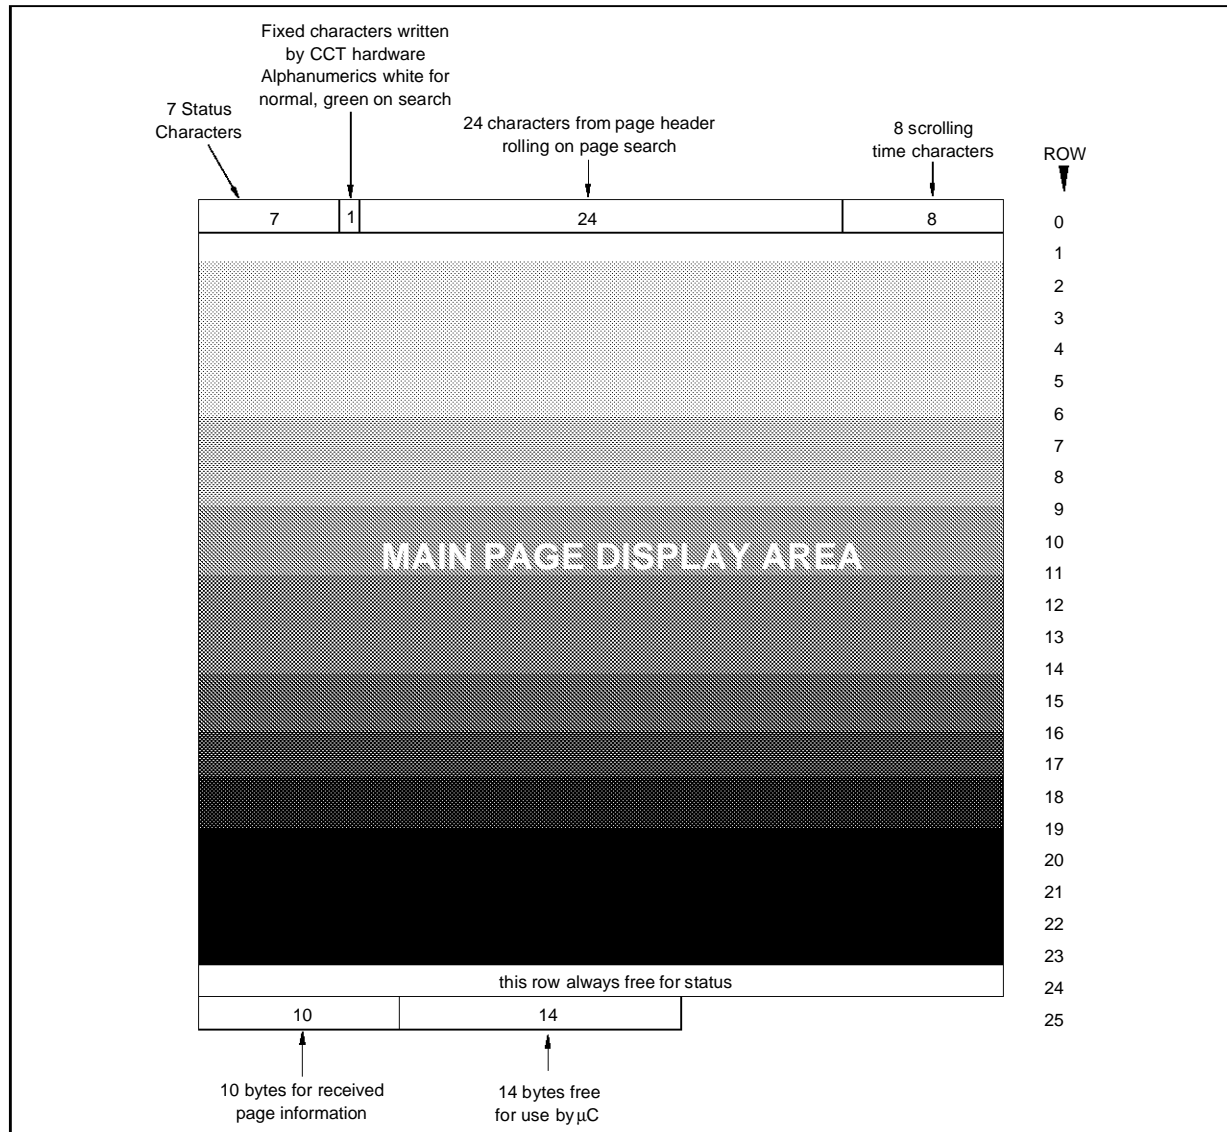 Fixed characters written
by CCT hardware
Alphanumerics white for
normal, green on search
7 Status
Characters
24 characters from page header
rolling on page search
8 scrolling
time characters
ROW
7 1 24 8
0
1
2
3
4
5
6
7
8
9
MAIN PAGE DISPLAY AREA
10
11
12
13
14
15
16
17
18
19
20
21
22
23
this row always free for status
24
10 14
25
10 bytes for received
page information
14 bytes free
for use by µC